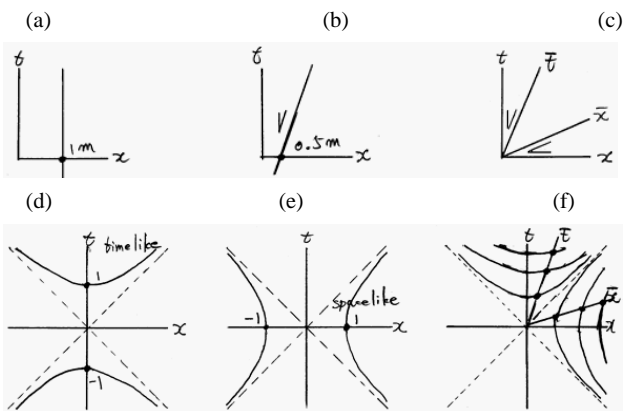 (a) (b) (c)
t t t t̄
V V x̄
1m x 0.5m x V x
(d) (e) (f)
t timelike t t t̄
1 spacelike x̄
x -1 1 x x
-1